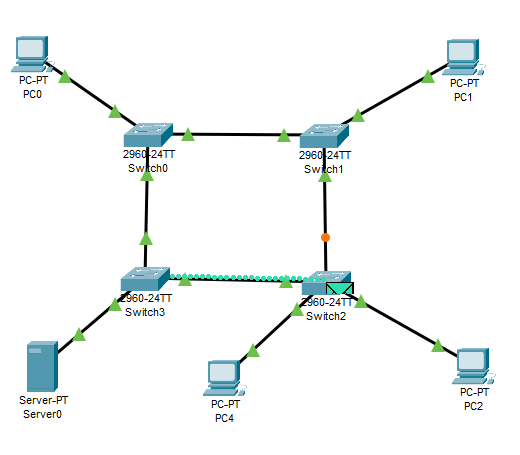 PC-PT
PC0
PC-PT
PC1
2960-24TT
Switch0
2960-24TT
Switch1
2960-24TT
Switch3
2960-24TT
Switch2
Server-PT
Server0
PC-PT
PC4
PC-PT
PC2